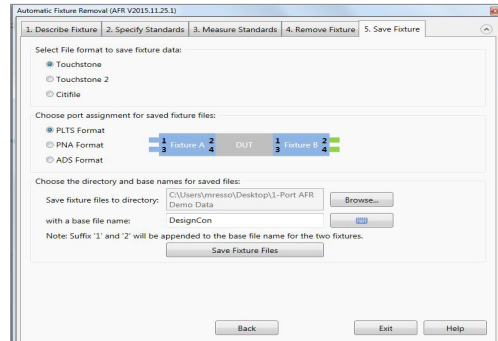 Automatic Fixture Removal (AFR V2015.11.25.1)
1. Describe Fixture 2. Specify Standards 3. Measure Standards 4. Remove Fixture 5. Save Fixture
Select File format to save fixture data:
Touchstone
Touchstone 2
Citifile
Choose port assignment for saved fixture files:
PLTS Format
PNA Format
ADS Format
1 Fixture A 2 DUT 1 Fixture B 2
3 4 3 4
Choose the directory and base names for saved files:
Save fixture files to directory: C:\Users\mresso\Desktop\1-Port AFR Demo Data Browse...
with a base file name: DesignCon
Note: Suffix '1' and '2' will be appended to the base file name for the two fixtures.
Save Fixture Files
Back Exit Help